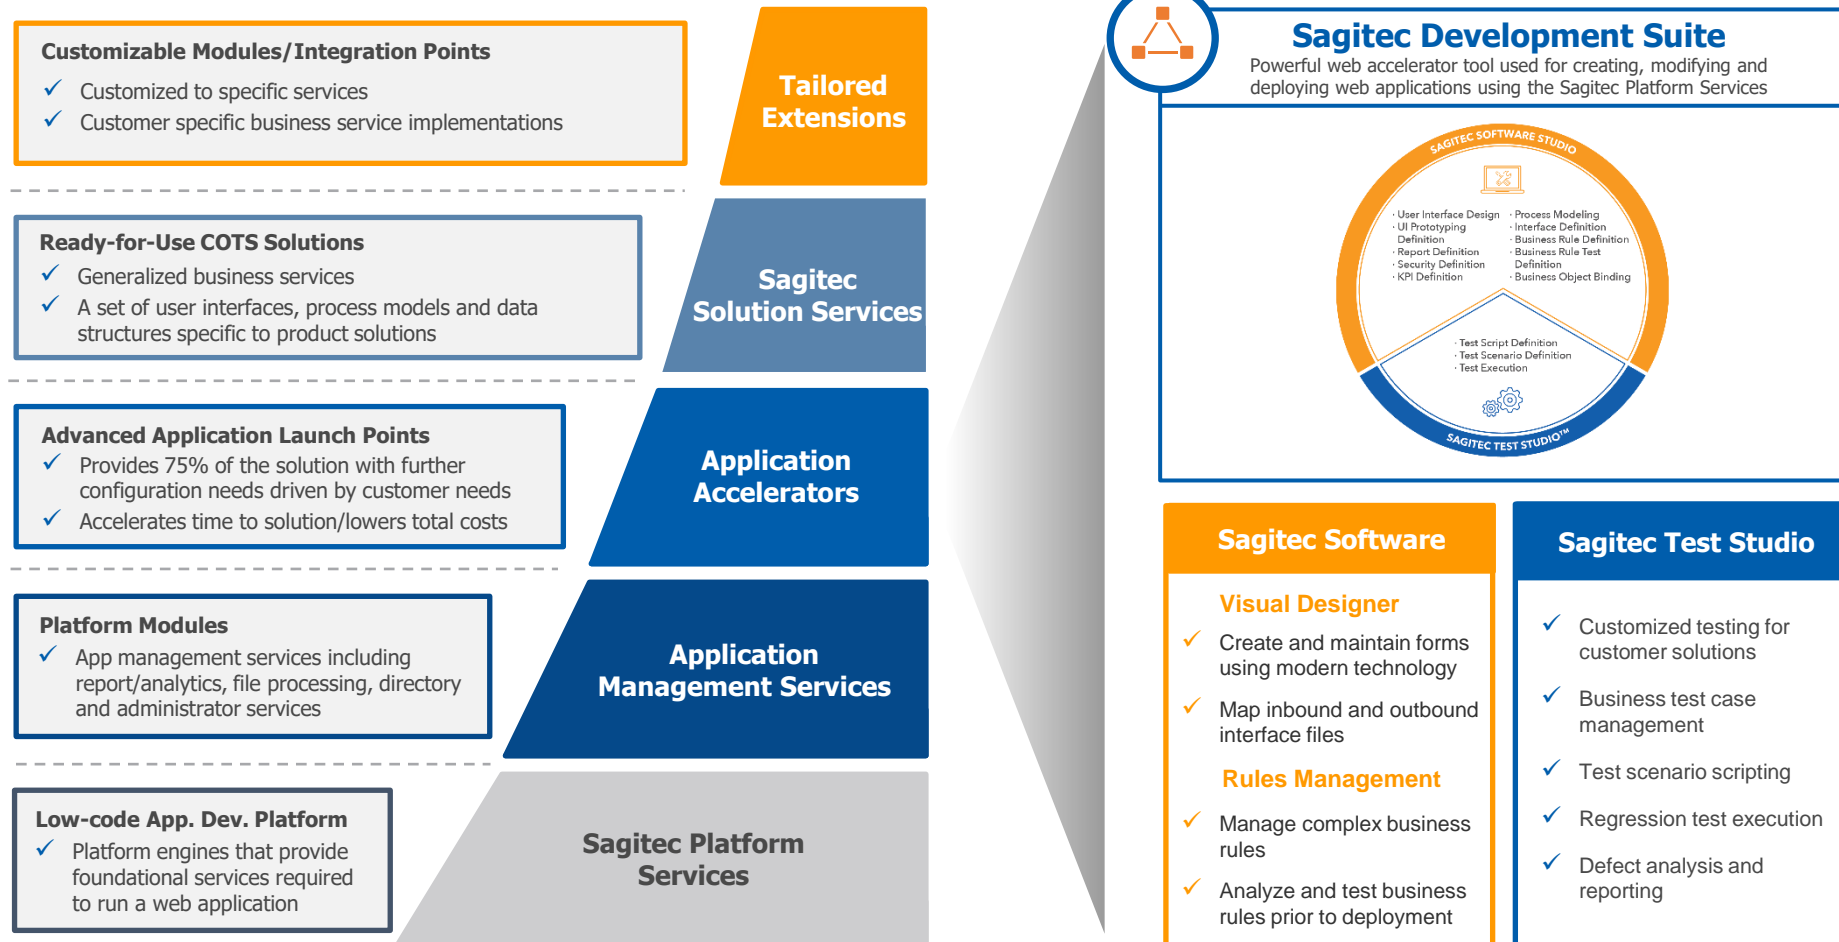 Customizable Modules/Integration Points
✓ Customized to specific services
✓ Customer specific business service implementations
Tailored
Extensions
Ready-for-Use COTS Solutions
✓ Generalized business services
✓ A set of user interfaces, process models and data
structures specific to product solutions
Sagitec
Solution Services
Advanced Application Launch Points
✓ Provides 75% of the solution with further
configuration needs driven by customer needs
✓ Accelerates time to solution/lowers total costs
Application
Accelerators
Platform Modules
✓ App management services including
report/analytics, file processing, directory
and administrator services
Application
Management Services
Low-code App. Dev. Platform
✓ Platform engines that provide
foundational services required
to run a web application
Sagitec Platform
Services
Sagitec Development Suite
Powerful web accelerator tool used for creating, modifying and
deploying web applications using the Sagitec Platform Services
SAGITEC SOFTWARE STUDIO
· User Interface Design
· UI Prototyping
Definition
· Report Definition
· Security Definition
· KPI Definition
· Process Modeling
· Interface Definition
· Business Rule Definition
· Business Rule Test
Definition
· Business Object Binding
· Test Script Definition
· Test Scenario Definition
· Test Execution
SAGITEC TEST STUDIO™
Sagitec Software
Visual Designer
✓ Create and maintain forms
using modern technology
✓ Map inbound and outbound
interface files
Rules Management
✓ Manage complex business
rules
✓ Analyze and test business
rules prior to deployment
Sagitec Test Studio
✓ Customized testing for
customer solutions
✓ Business test case
management
✓ Test scenario scripting
✓ Regression test execution
✓ Defect analysis and
reporting